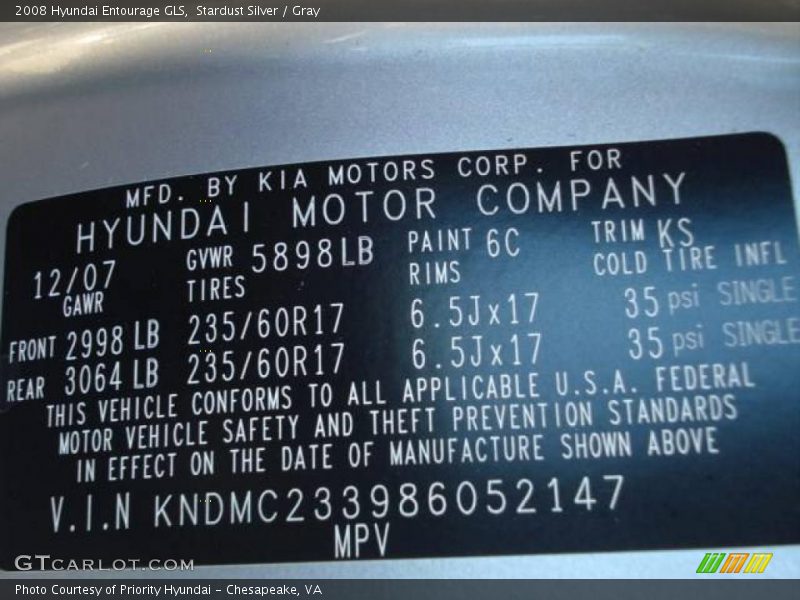 2008 Hyundai Entourage GLS, Stardust Silver / Gray
MFD. BY KIA MOTORS CORP. FOR
HYUNDAI MOTOR COMPANY
12/07 GVWR 5898LB PAINT 6C TRIM KS
GAWR TIRES RIMS COLD TIRE INFL
FRONT 2998 LB 235/60R17 6.5Jx17 35 psi SINGLE
REAR 3064 LB 235/60R17 6.5Jx17 35 psi SINGLE
THIS VEHICLE CONFORMS TO ALL APPLICABLE U.S.A. FEDERAL
MOTOR VEHICLE SAFETY AND THEFT PREVENTION STANDARDS
IN EFFECT ON THE DATE OF MANUFACTURE SHOWN ABOVE
V.I.N KNDMC233986052147
MPV
GTCARLOT.COM
Photo Courtesy of Priority Hyundai - Chesapeake, VA